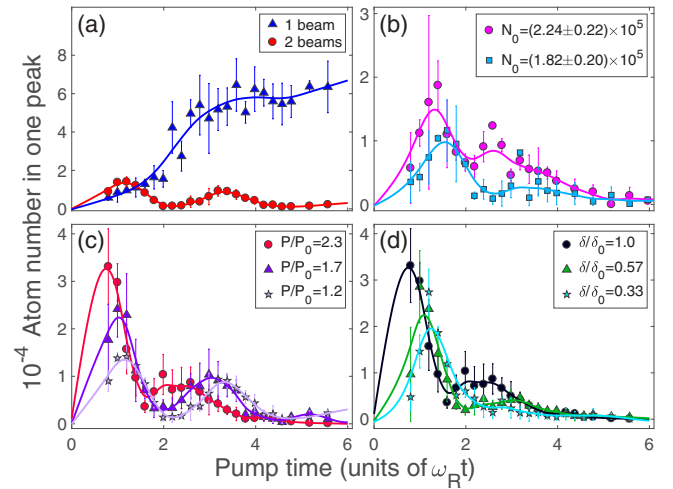 (a)
1 beam
2 beams
8
6
4
2
0
(b)
N0=(2.24±0.22)×10^5
N0=(1.82±0.20)×10^5
3
2
1
0
10^-4 Atom number in one peak
(c)
P/P0=2.3
P/P0=1.7
P/P0=1.2
4
3
2
1
0
0 2 4 6
(d)
δ/δ0=1.0
δ/δ0=0.57
δ/δ0=0.33
4
3
2
1
0
0 2 4 6
Pump time (units of ωRt)